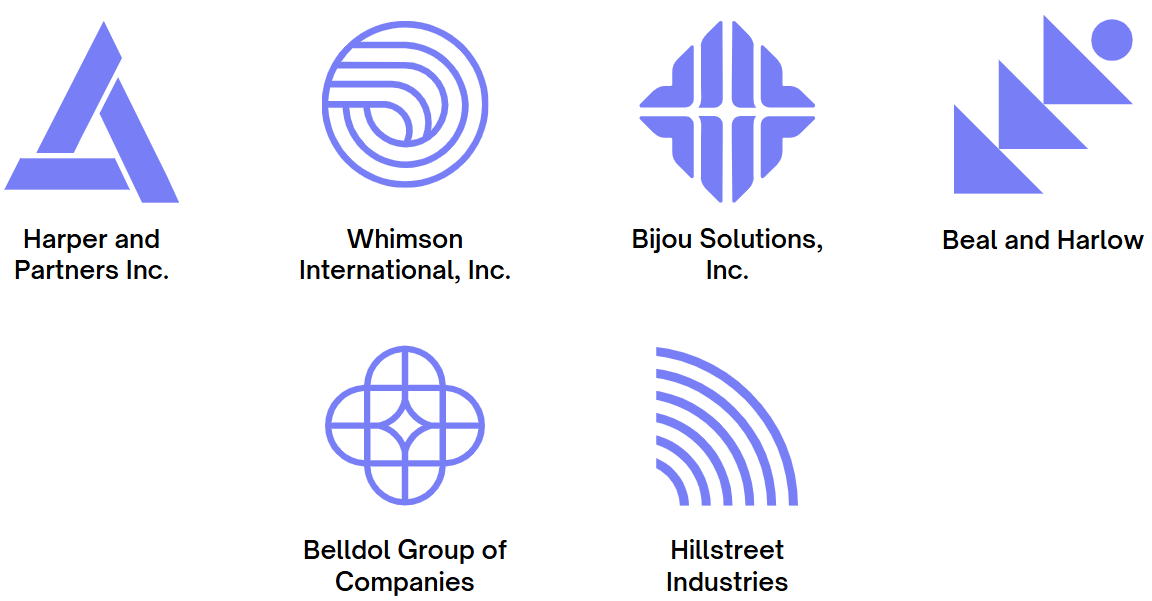 Harper and
Partners Inc.
Whimson
International, Inc.
Bijou Solutions,
Inc.
Beal and Harlow
Belldol Group of
Companies
Hillstreet
Industries